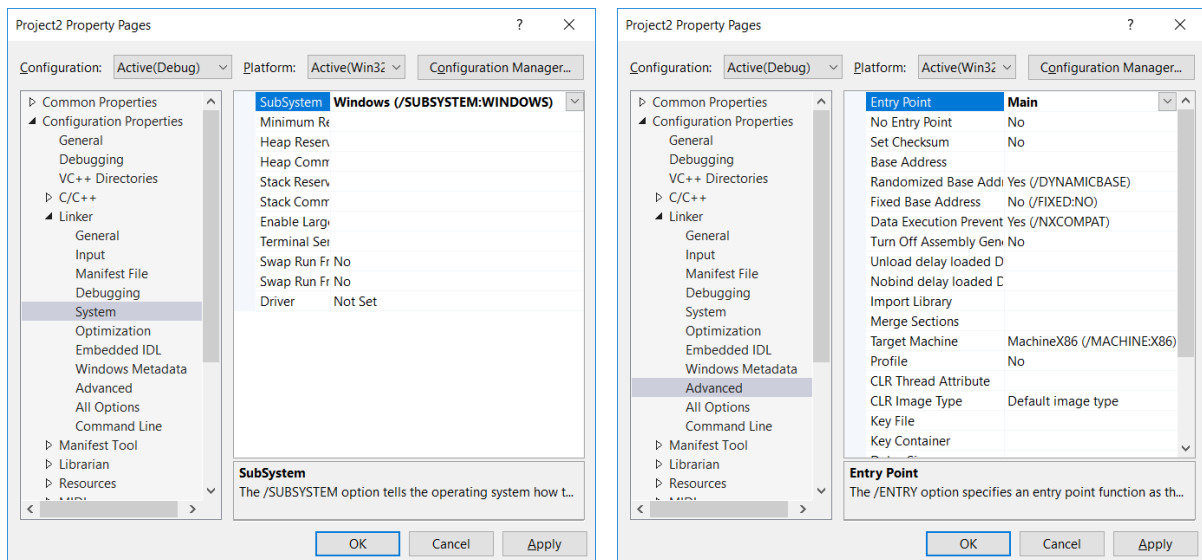 Project2 Property Pages ? ×
Configuration: Active(Debug) Platform: Active(Win32 Configuration Manager...
Common Properties
Configuration Properties
General
Debugging
VC++ Directories
C/C++
Linker
General
Input
Manifest File
Debugging
System
Optimization
Embedded IDL
Windows Metadata
Advanced
All Options
Command Line
Manifest Tool
Librarian
Resources
SubSystem Windows (/SUBSYSTEM:WINDOWS)
Minimum Re
Heap Reserv
Heap Comm
Stack Reserv
Stack Comm
Enable Larg
Terminal Ser
Swap Run Fr No
Swap Run Fr No
Driver Not Set
SubSystem
The /SUBSYSTEM option tells the operating system how t...
OK Cancel Apply
Project2 Property Pages ? ×
Configuration: Active(Debug) Platform: Active(Win32 Configuration Manager...
Common Properties
Configuration Properties
General
Debugging
VC++ Directories
C/C++
Linker
General
Input
Manifest File
Debugging
System
Optimization
Embedded IDL
Windows Metadata
Advanced
All Options
Command Line
Manifest Tool
Librarian
Resources
Entry Point Main
No Entry Point No
Set Checksum No
Base Address
Randomized Base Addr Yes (/DYNAMICBASE)
Fixed Base Address No (/FIXED:NO)
Data Execution Prevent Yes (/NXCOMPAT)
Turn Off Assembly Gen No
Unload delay loaded D
Nobind delay loaded D
Import Library
Merge Sections
Target Machine MachineX86 (/MACHINE:X86)
Profile No
CLR Thread Attribute
CLR Image Type Default image type
Key File
Key Container
Entry Point
The /ENTRY option specifies an entry point function as th...
OK Cancel Apply